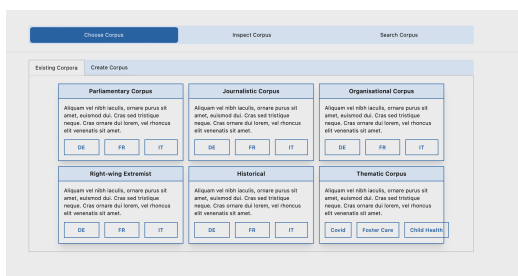 Choose Corpus Inspect Corpus Search Corpus
Existing Corpora Create Corpus
Parliamentary Corpus
Aliquam vel nibh iaculis, ornare purus sit
amet, euismod dui. Cras sed tristique
neque. Cras ornare dui lorem, vel rhoncus
elit venenatis sit amet.
DE FR IT
Journalistic Corpus
Aliquam vel nibh iaculis, ornare purus sit
amet, euismod dui. Cras sed tristique
neque. Cras ornare dui lorem, vel rhoncus
elit venenatis sit amet.
DE FR IT
Organisational Corpus
Aliquam vel nibh iaculis, ornare purus sit
amet, euismod dui. Cras sed tristique
neque. Cras ornare dui lorem, vel rhoncus
elit venenatis sit amet.
DE FR IT
Right-wing Extremist
Aliquam vel nibh iaculis, ornare purus sit
amet, euismod dui. Cras sed tristique
neque. Cras ornare dui lorem, vel rhoncus
elit venenatis sit amet.
DE FR IT
Historical
Aliquam vel nibh iaculis, ornare purus sit
amet, euismod dui. Cras sed tristique
neque. Cras ornare dui lorem, vel rhoncus
elit venenatis sit amet.
DE FR IT
Thematic Corpus
Aliquam vel nibh iaculis, ornare purus sit
amet, euismod dui. Cras sed tristique
neque. Cras ornare dui lorem, vel rhoncus
elit venenatis sit amet.
Covid Foster Care Child Health